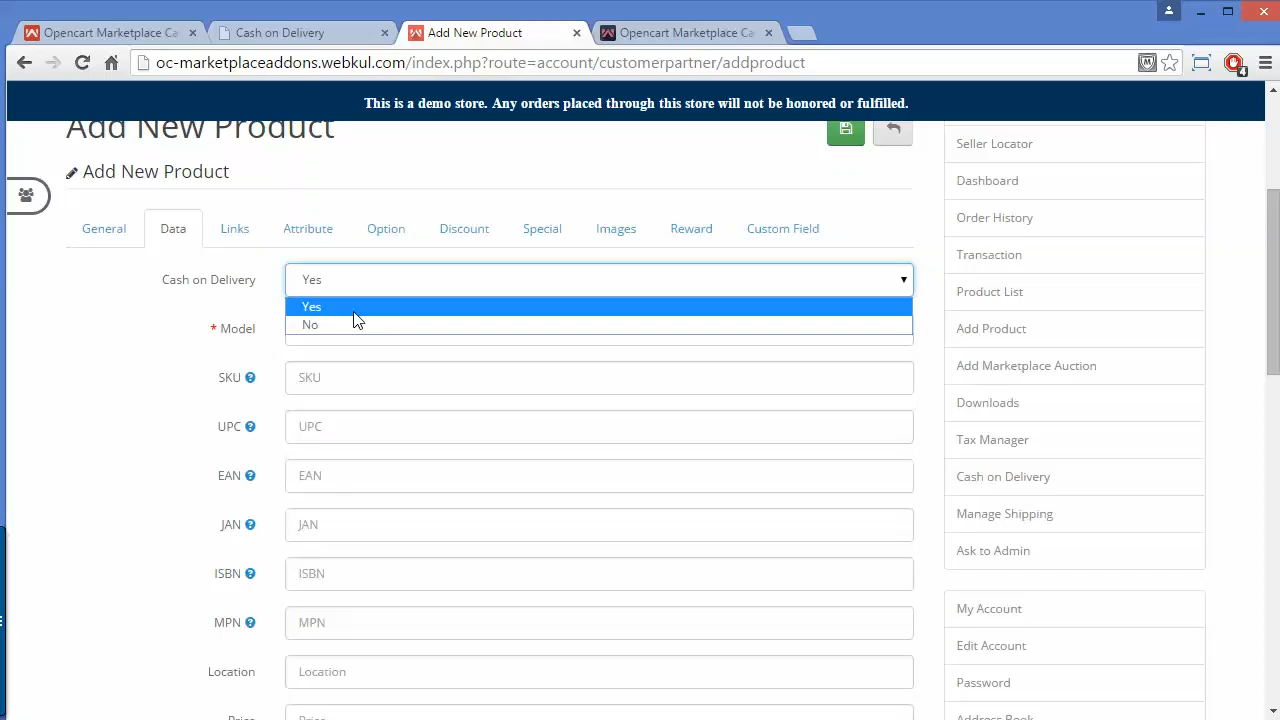 Opencart Marketplace Ca
Cash on Delivery
Add New Product
Opencart Marketplace Ca
oc-marketplaceaddons.webkul.com/index.php?route=account/customerpartner/addproduct
4
This is a demo store. Any orders placed through this store will not be honored or fulfilled.
Add New Product
Add New Product
General
Data
Links
Attribute
Option
Discount
Special
Images
Reward
Custom Field
Cash on Delivery
Yes
Yes
No
* Model
SKU
SKU
UPC
UPC
EAN
EAN
JAN
JAN
ISBN
ISBN
MPN
MPN
Location
Location
Price
Price
Seller Locator
Dashboard
Order History
Transaction
Product List
Add Product
Add Marketplace Auction
Downloads
Tax Manager
Cash on Delivery
Manage Shipping
Ask to Admin
My Account
Edit Account
Password
Address Book